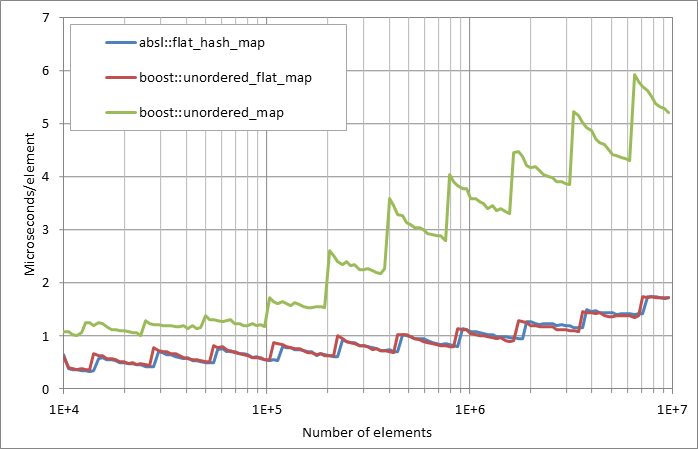 7
6
5
4
3
2
1
0
Microseconds/element
absl::flat_hash_map
boost::unordered_flat_map
boost::unordered_map
1E+4
1E+5
1E+6
1E+7
Number of elements